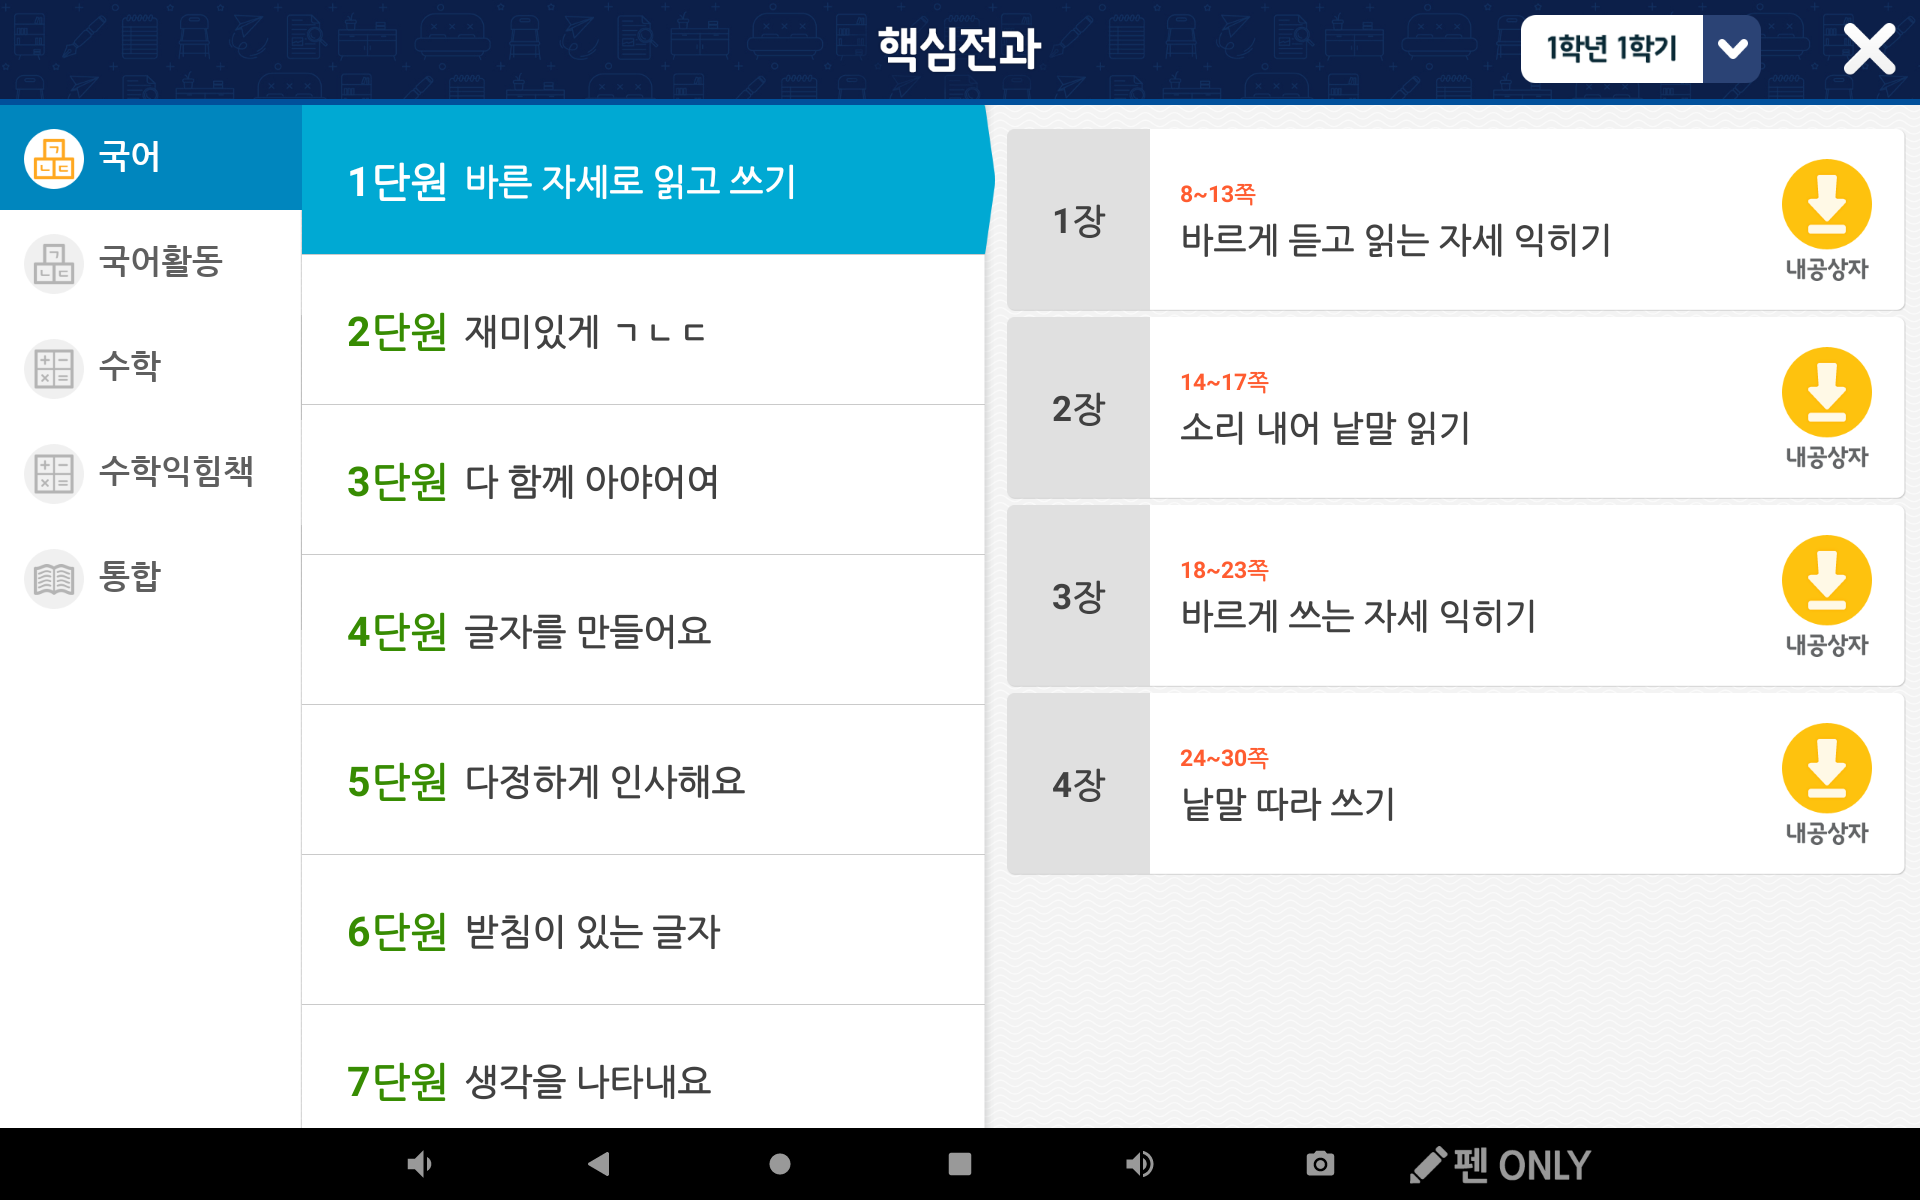 핵심전과
1학년 1학기
국어
국어활동
수학
수학익힘책
통합
1단원 바른 자세로 읽고 쓰기
2단원 재미있게 ㄱㄴㄷ
3단원 다 함께 아야어여
4단원 글자를 만들어요
5단원 다정하게 인사해요
6단원 받침이 있는 글자
7단원 생각을 나타내요
1장
8~13쪽
바르게 듣고 읽는 자세 익히기
내공상자
2장
14~17쪽
소리 내어 낱말 읽기
내공상자
3장
18~23쪽
바르게 쓰는 자세 익히기
내공상자
4장
24~30쪽
낱말 따라 쓰기
내공상자
펜 ONLY